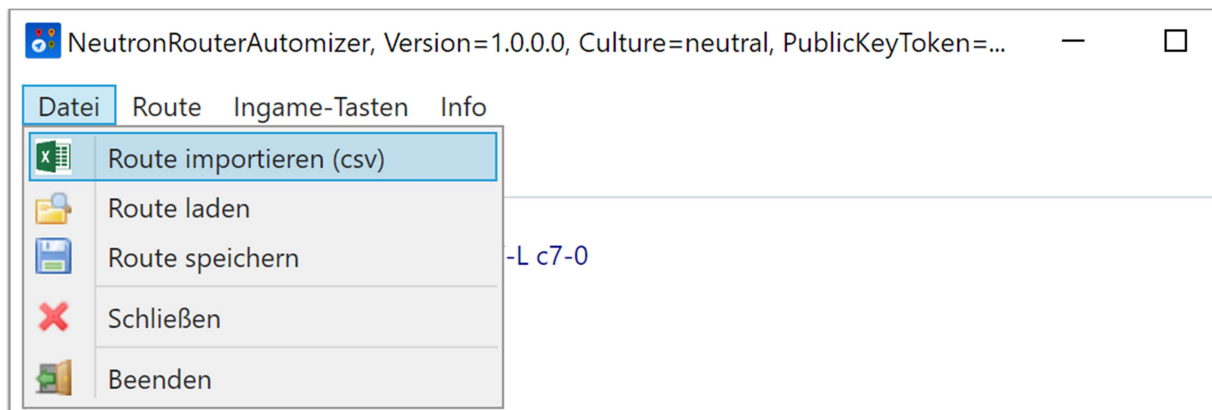 NeutronRouterAutomizer, Version=1.0.0.0, Culture=neutral, PublicKeyToken=...
Datei Route Ingame-Tasten Info
Route importieren (csv)
Route laden
Route speichern
-L c7-0
Schließen
Beenden